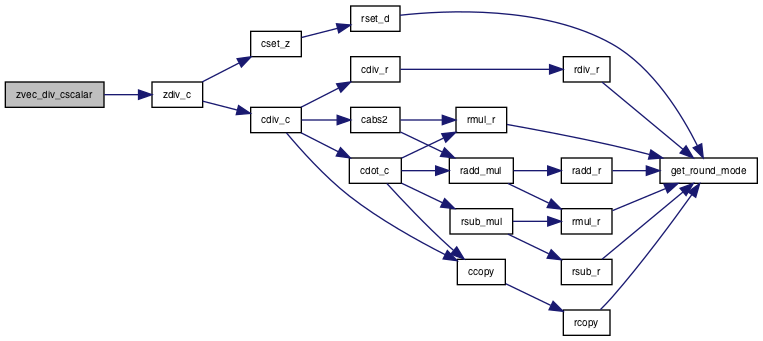 rset_d
cset_z
cdiv_r
rdiv_r
zvec_div_cscalar
zdiv_c
cdiv_c
cabs2
rmul_r
cdot_c
radd_mul
radd_r
get_round_mode
rsub_mul
rmul_r
ccopy
rsub_r
rcopy